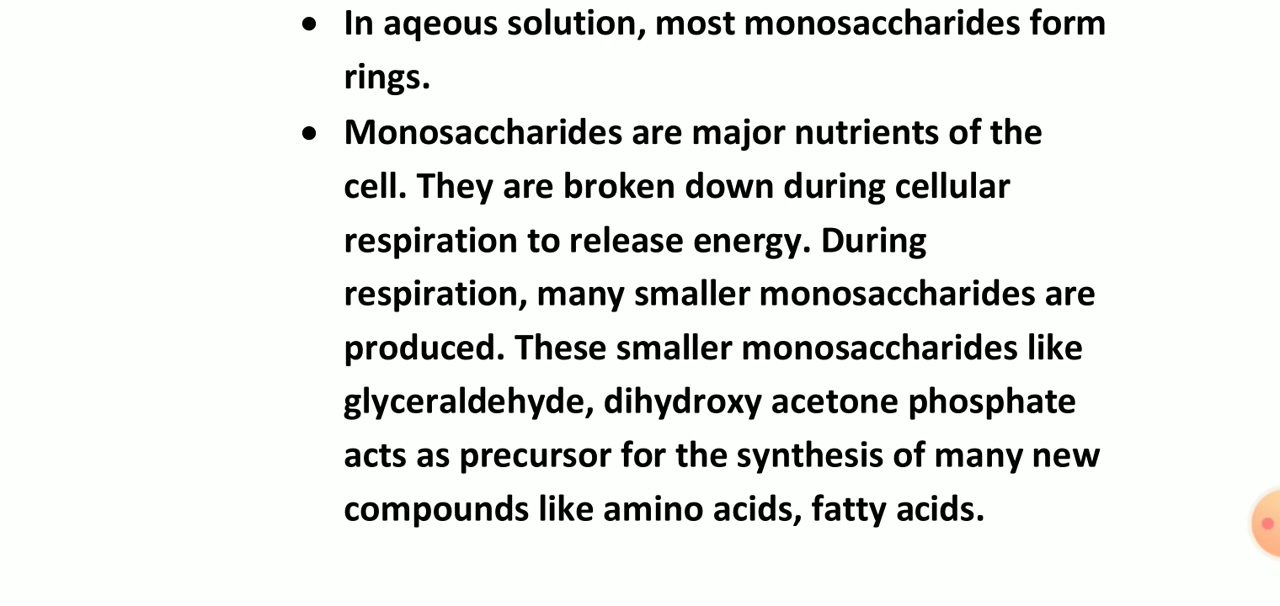 • In aqeous solution, most monosaccharides form
rings.
• Monosaccharides are major nutrients of the
cell. They are broken down during cellular
respiration to release energy. During
respiration, many smaller monosaccharides are
produced. These smaller monosaccharides like
glyceraldehyde, dihydroxy acetone phosphate
acts as precursor for the synthesis of many new
compounds like amino acids, fatty acids.